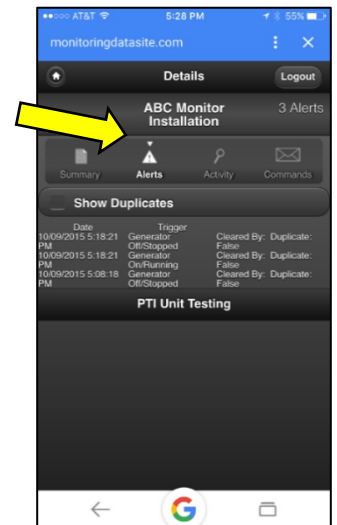 AT&T 5:28 PM 55%
monitoringdatasite.com
Details Logout
ABC Monitor Installation 3 Alerts
Summary Alerts Activity Commands
Show Duplicates
Date Trigger
10/09/2015 5:18:21 PM Generator Off/Stopped Cleared By: Duplicate: False
10/09/2015 5:18:21 PM Generator On/Running Cleared By: Duplicate: False
10/09/2015 5:08:18 PM Generator Off/Stopped Cleared By: Duplicate: False
PTI Unit Testing
G